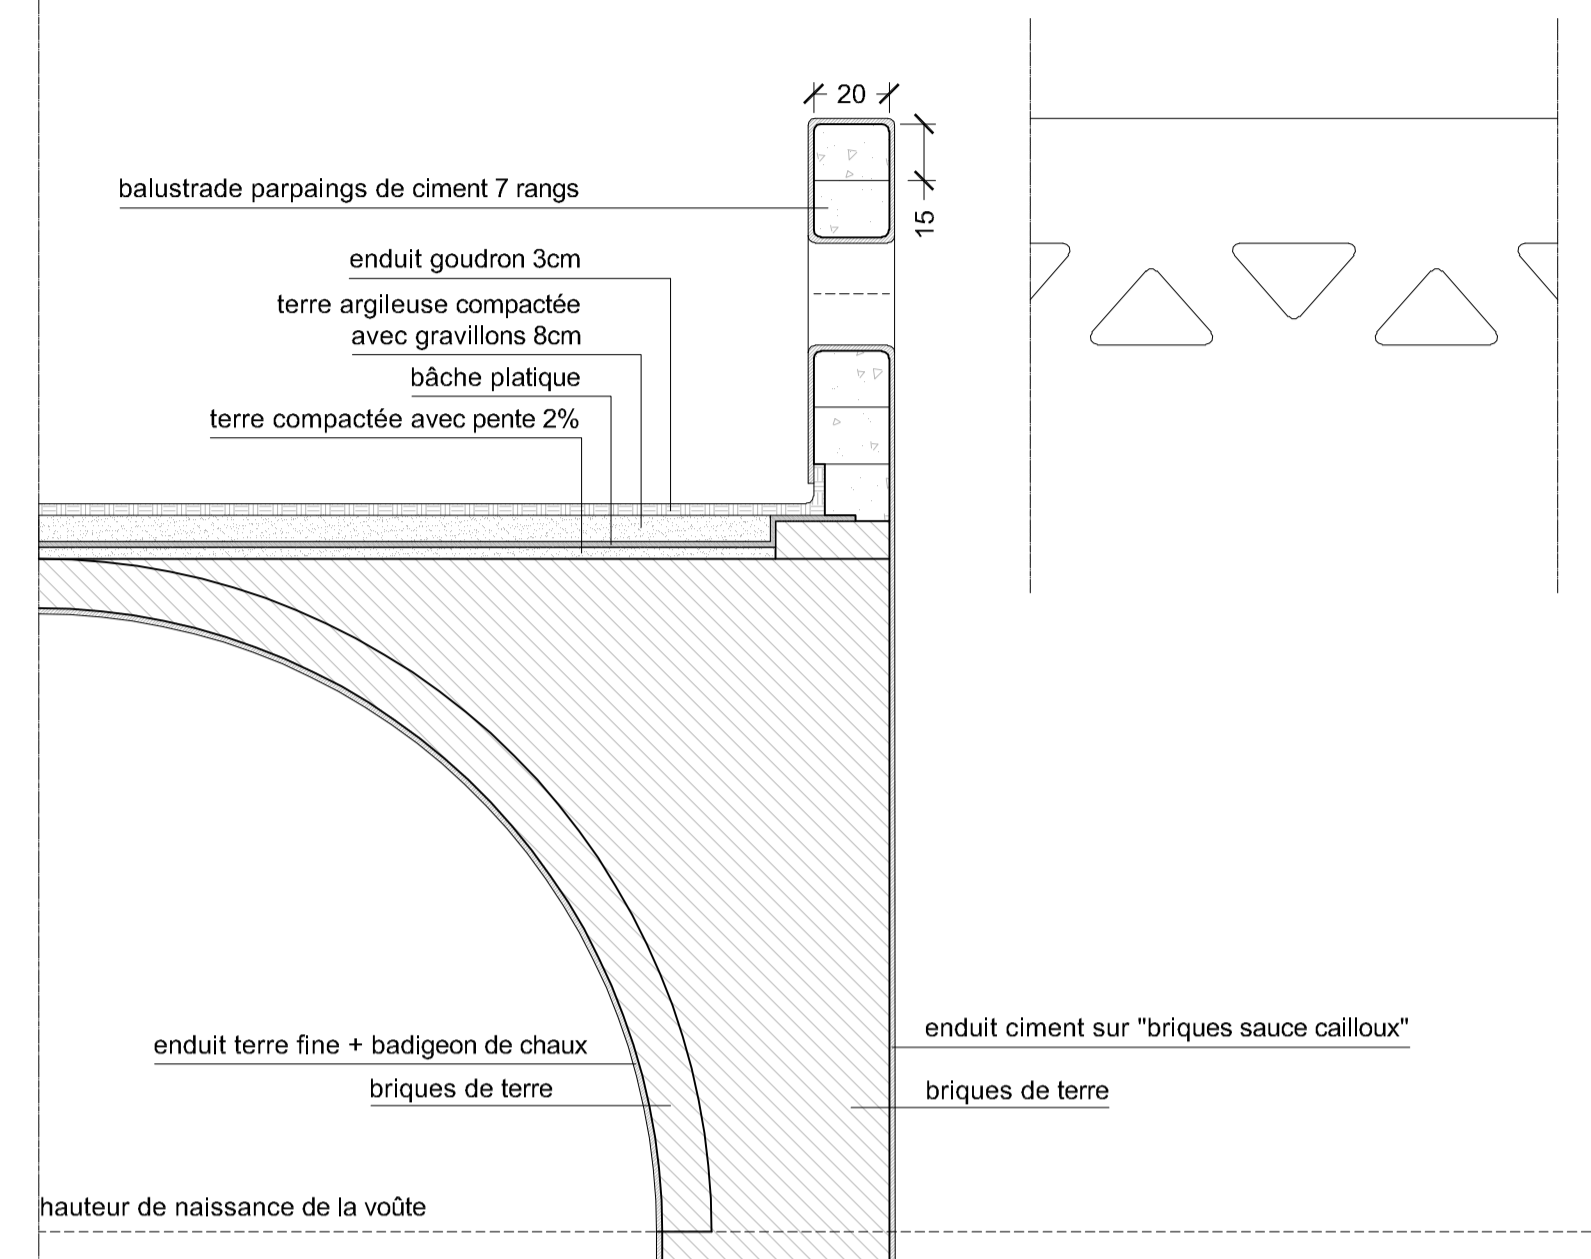 20
15
balustrade parpaings de ciment 7 rangs
enduit goudron 3cm
terre argileuse compactée
avec gravillons 8cm
bâche platique
terre compactée avec pente 2%
enduit terre fine + badigeon de chaux
briques de terre
enduit ciment sur "briques sauce cailloux"
briques de terre
hauteur de naissance de la voûte